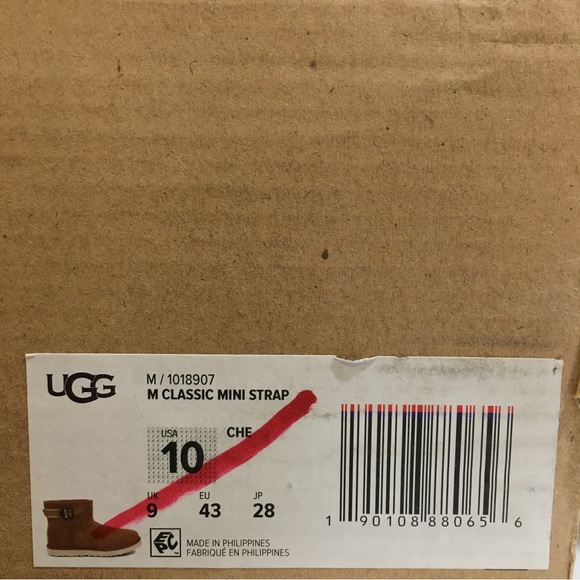 UGG
M / 1018907
M CLASSIC MINI STRAP
USA
10
CHE
UK EU JP
9 43 28
EPC
MADE IN PHILIPPINES
FABRIQUÉ EN PHILIPPINES
1 90108 88065 6